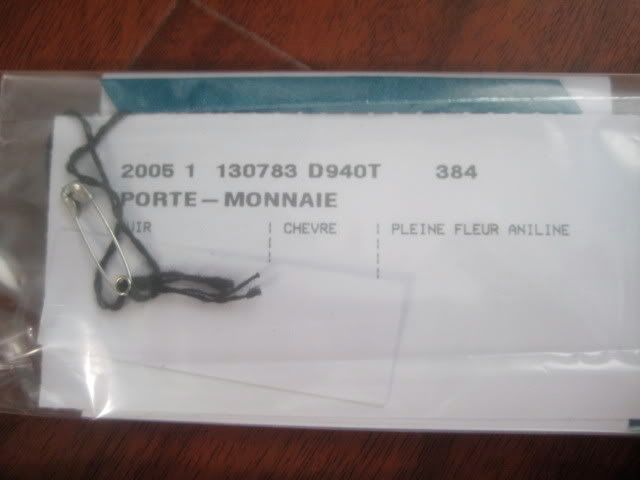 2005 1 130783 D940T 384
PORTE-MONNAIE
CHEVRE PLEINE FLEUR ANILINE